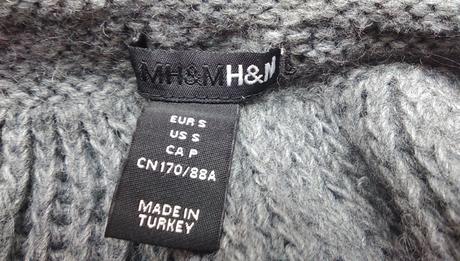 MH&MH&M
EUR S
US S
CA P
CN170/88A
MADE IN
TURKEY